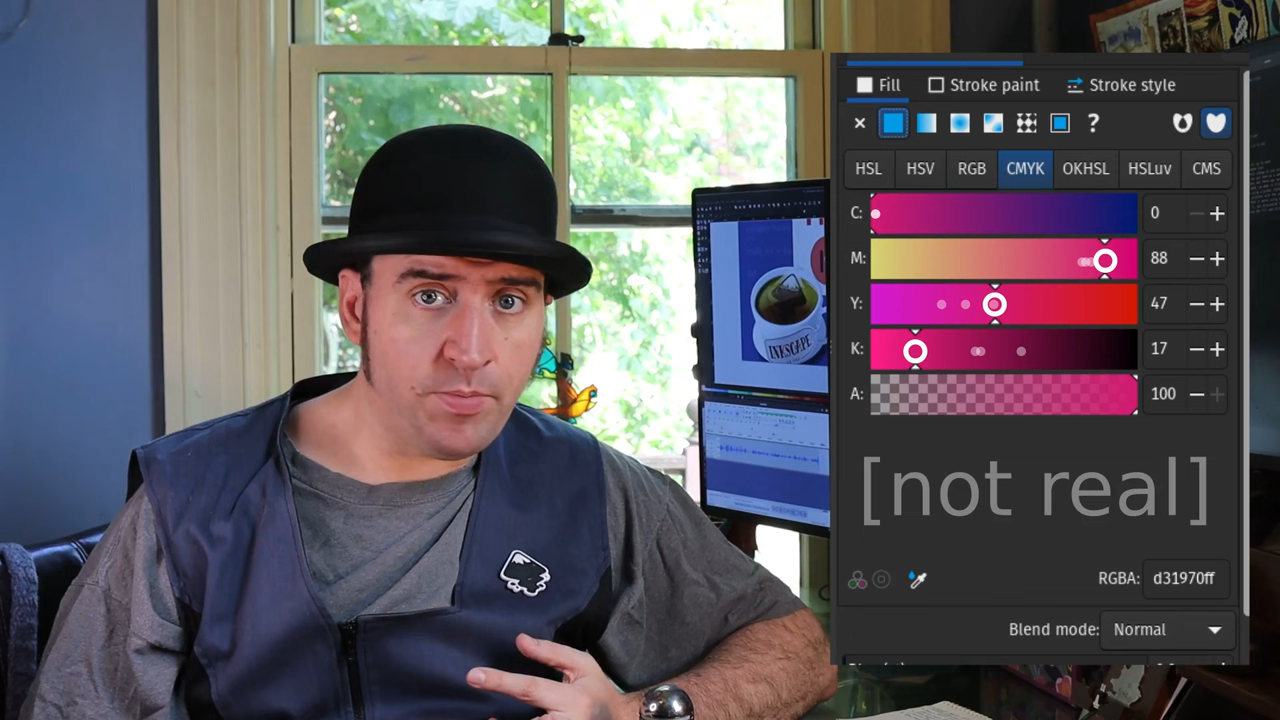 Fill Stroke paint Stroke style
?
HSL HSV RGB CMYK OKHSL HSLuv CMS
C: 0 − +
M: 88 − +
Y: 47 − +
K: 17 − +
A: 100 − +
[not real]
RGBA: d31970ff
Blend mode: Normal
INKSCAPE